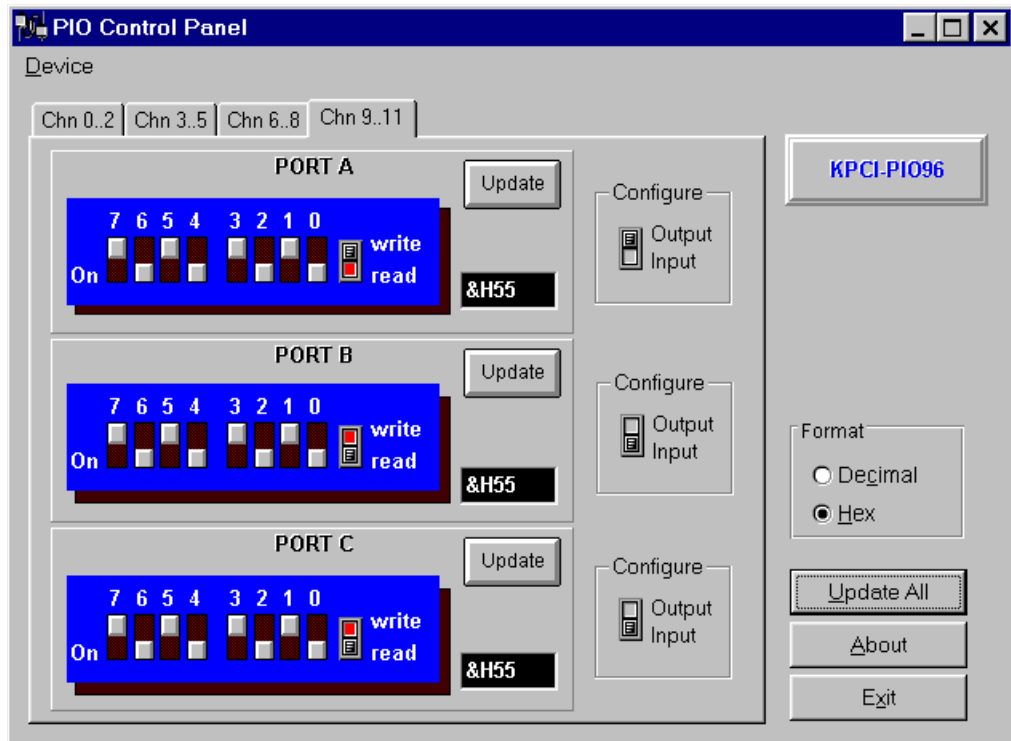 PIO Control Panel
Device
Chn 0..2 Chn 3..5 Chn 6..8 Chn 9..11
PORT A
Update
7 6 5 4 3 2 1 0
write
On
read
&H55
Configure
Output
Input
KPCI-PIO96
PORT B
Update
7 6 5 4 3 2 1 0
write
On
read
&H55
Configure
Output
Input
Format
Decimal
Hex
PORT C
Update
7 6 5 4 3 2 1 0
write
On
read
&H55
Configure
Output
Input
Update All
About
Exit